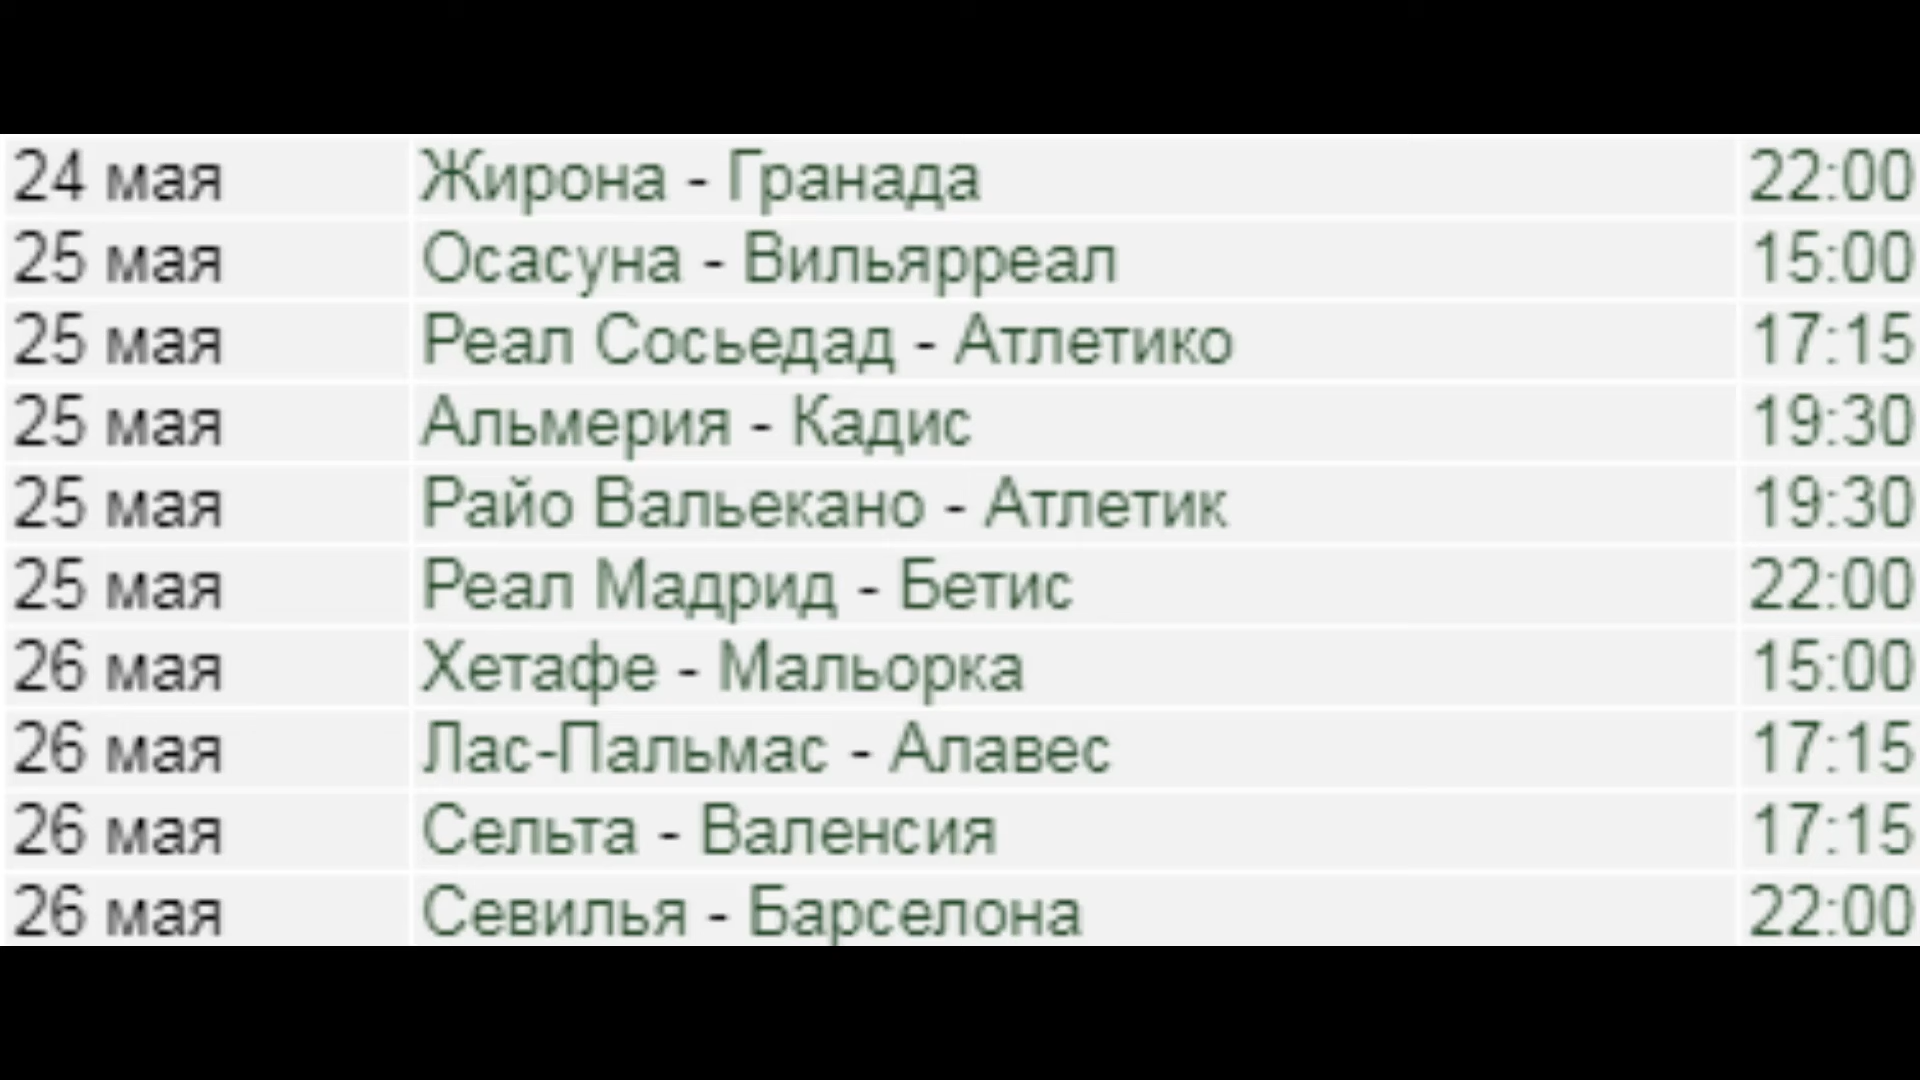 24 мая Жирона - Гранада 22:00
25 мая Осасуна - Вильярреал 15:00
25 мая Реал Сосьедад - Атлетико 17:15
25 мая Альмерия - Кадис 19:30
25 мая Райо Вальекано - Атлетик 19:30
25 мая Реал Мадрид - Бетис 22:00
26 мая Хетафе - Мальорка 15:00
26 мая Лас-Пальмас - Алавес 17:15
26 мая Сельта - Валенсия 17:15
26 мая Севилья - Барселона 22:00